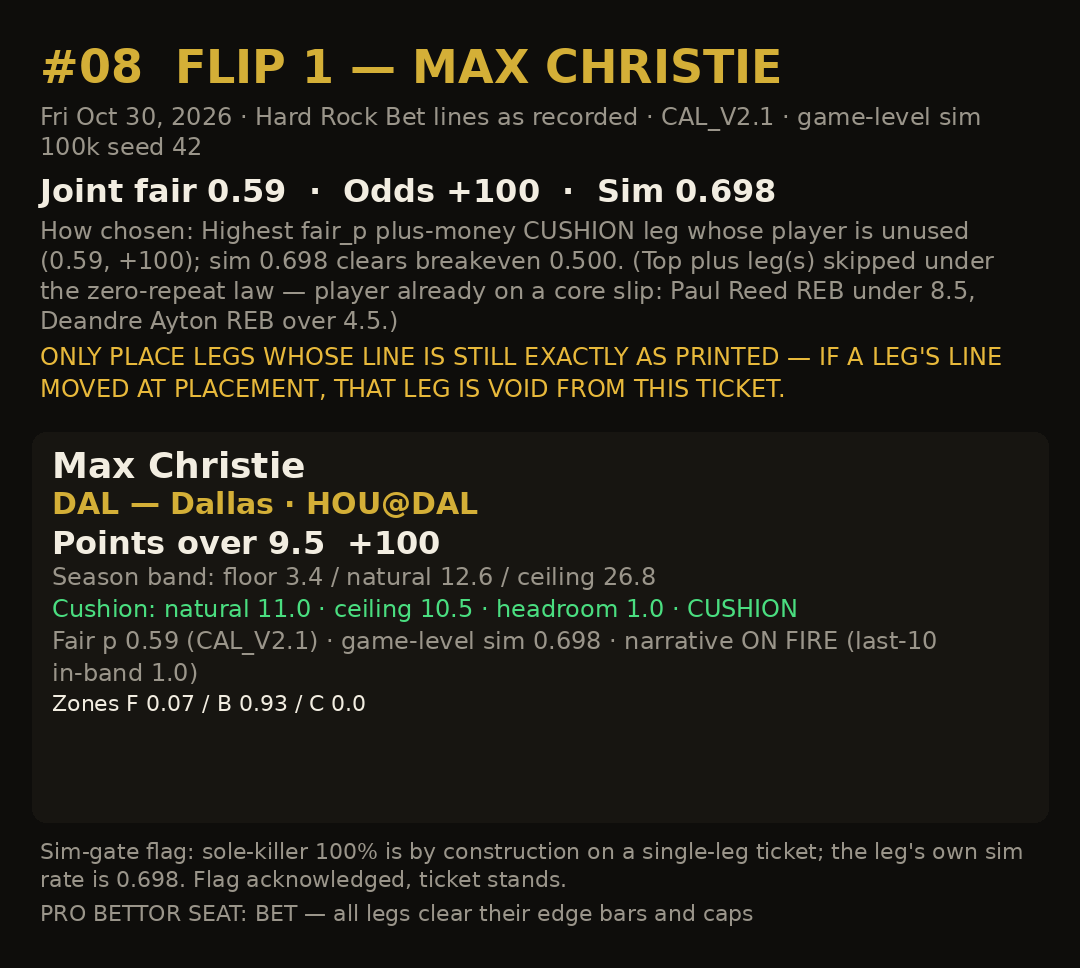 #08  FLIP 1 — MAX CHRISTIE
Fri Oct 30, 2026 · Hard Rock Bet lines as recorded · CAL_V2.1 · game-level sim
100k seed 42
Joint fair 0.59  ·  Odds +100  ·  Sim 0.698
How chosen: Highest fair_p plus-money CUSHION leg whose player is unused
(0.59, +100); sim 0.698 clears breakeven 0.500. (Top plus leg(s) skipped under
the zero-repeat law — player already on a core slip: Paul Reed REB under 8.5,
Deandre Ayton REB over 4.5.)
ONLY PLACE LEGS WHOSE LINE IS STILL EXACTLY AS PRINTED — IF A LEG'S LINE
MOVED AT PLACEMENT, THAT LEG IS VOID FROM THIS TICKET.
Max Christie
DAL — Dallas · HOU@DAL
Points over 9.5  +100
Season band: floor 3.4 / natural 12.6 / ceiling 26.8
Cushion: natural 11.0 · ceiling 10.5 · headroom 1.0 · CUSHION
Fair p 0.59 (CAL_V2.1) · game-level sim 0.698 · narrative ON FIRE (last-10
in-band 1.0)
Zones F 0.07 / B 0.93 / C 0.0
Sim-gate flag: sole-killer 100% is by construction on a single-leg ticket; the leg's own sim
rate is 0.698. Flag acknowledged, ticket stands.
PRO BETTOR SEAT: BET — all legs clear their edge bars and caps